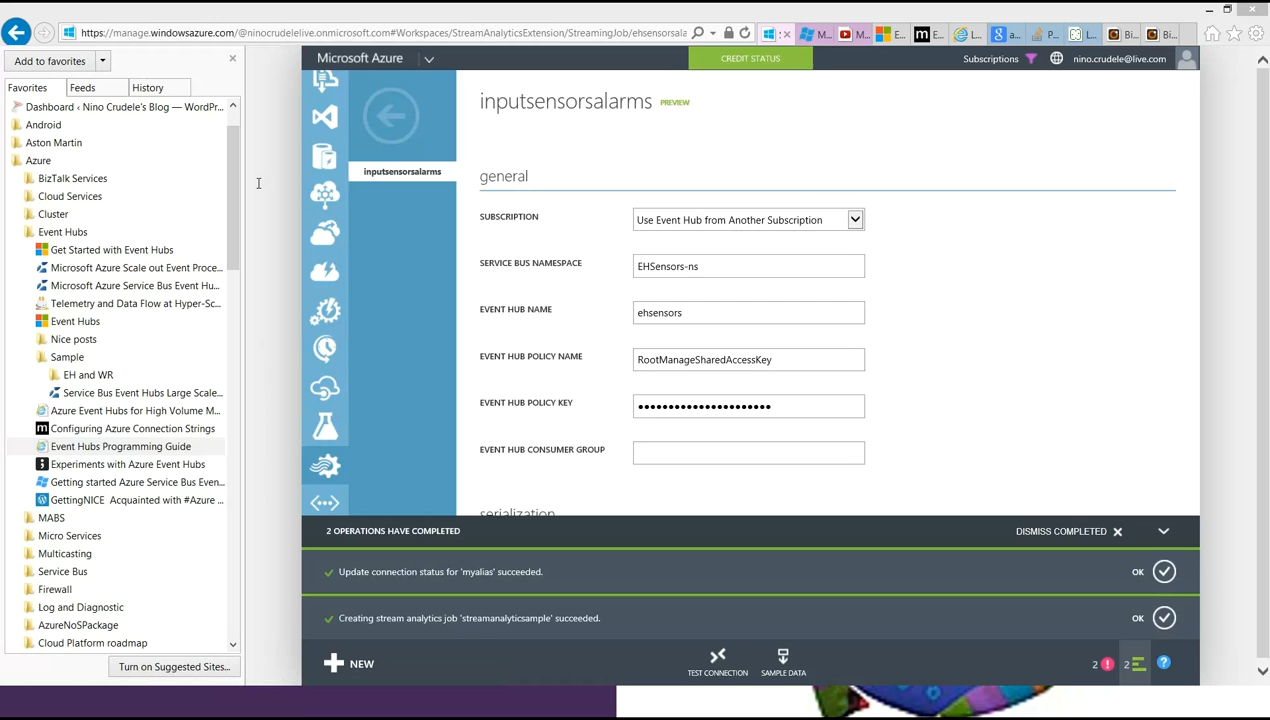 https://manage.windowsazure.com/@ninocrudelelive.onmicrosoft.com#Workspaces/StreamAnalyticsExtension/StreamingJob/ehsensorsala
M...
M...
E...
E...
L...
a...
P...
L...
Bi...
Bi...
Add to favorites
Favorites Feeds History
Dashboard ‹ Nino Crudele's Blog — WordPr...
Android
Aston Martin
Azure
BizTalk Services
Cloud Services
Cluster
Event Hubs
Get Started with Event Hubs
Microsoft Azure Scale out Event Proce...
Microsoft Azure Service Bus Event Hu...
Telemetry and Data Flow at Hyper-Sc...
Event Hubs
Nice posts
Sample
EH and WR
Service Bus Event Hubs Large Scale...
Azure Event Hubs for High Volume M...
Configuring Azure Connection Strings
Event Hubs Programming Guide
Experiments with Azure Event Hubs
Getting started Azure Service Bus Even...
GettingNICE Acquainted with #Azure ...
MABS
Micro Services
Multicasting
Service Bus
Firewall
Log and Diagnostic
AzureNoSPackage
Cloud Platform roadmap
Turn on Suggested Sites...
Microsoft Azure
CREDIT STATUS
Subscriptions
nino.crudele@live.com
inputsensorsalarms
inputsensorsalarms PREVIEW
general
SUBSCRIPTION Use Event Hub from Another Subscription
SERVICE BUS NAMESPACE EHSensors-ns
EVENT HUB NAME ehsensors
EVENT HUB POLICY NAME RootManageSharedAccessKey
EVENT HUB POLICY KEY ••••••••••••••••••••••
EVENT HUB CONSUMER GROUP
serialization
2 OPERATIONS HAVE COMPLETED DISMISS COMPLETED
Update connection status for 'myalias' succeeded. OK
Creating stream analytics job 'streamanalyticsample' succeeded. OK
NEW
TEST CONNECTION
SAMPLE DATA
2 ! 2 ?